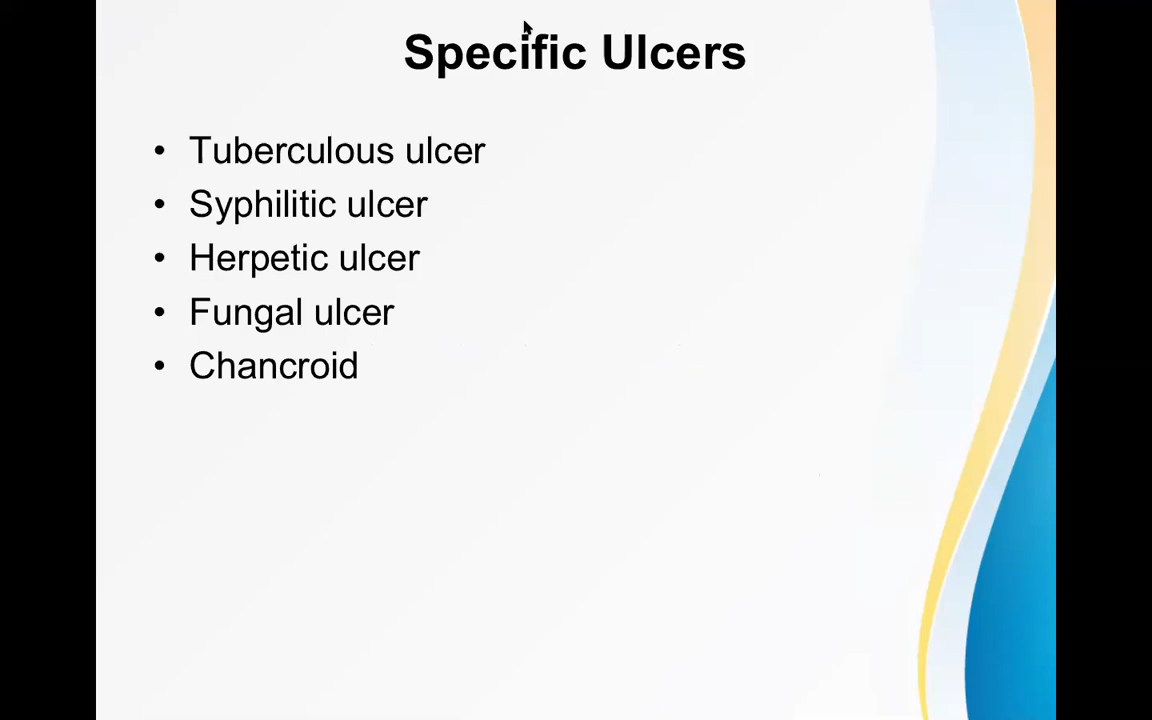 Specific Ulcers
• Tuberculous ulcer
• Syphilitic ulcer
• Herpetic ulcer
• Fungal ulcer
• Chancroid